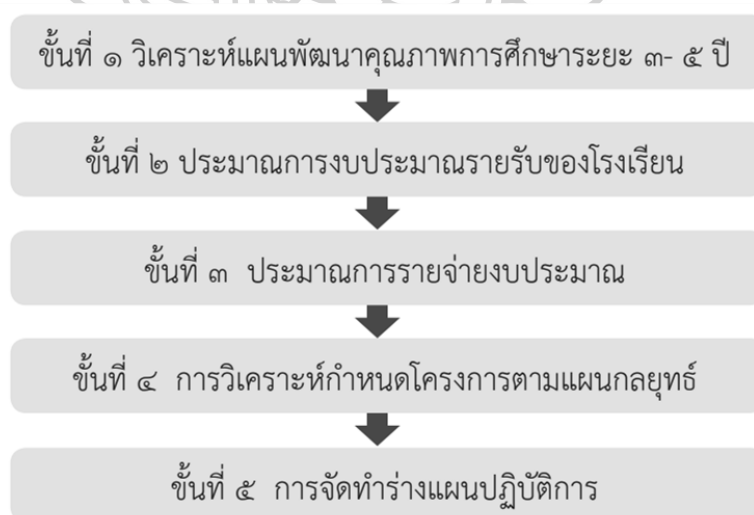 ขั้นที่ ๑ วิเคราะห์แผนพัฒนาคุณภาพการศึกษาระยะ ๓- ๕ ปี
ขั้นที่ ๒ ประมาณการงบประมาณรายรับของโรงเรียน
ขั้นที่ ๓ ประมาณการรายจ่ายงบประมาณ
ขั้นที่ ๔ การวิเคราะห์กำหนดโครงการตามแผนกลยุทธ์
ขั้นที่ ๕ การจัดทำร่างแผนปฏิบัติการ